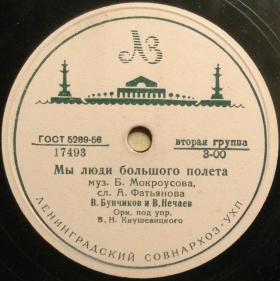 ЛЗ
ГОСТ 5289-56
17493
вторая группа
3-00
Мы люди большого полета
муз. Б. Мокроусова,
сл. А. Фатьянова
В. Бунчиков и В. Нечаев
Орк. под упр.
В. Н. Кнушевицкого
ЛЕНИНГРАДСКИЙ СОВНАРХОЗ·УХП